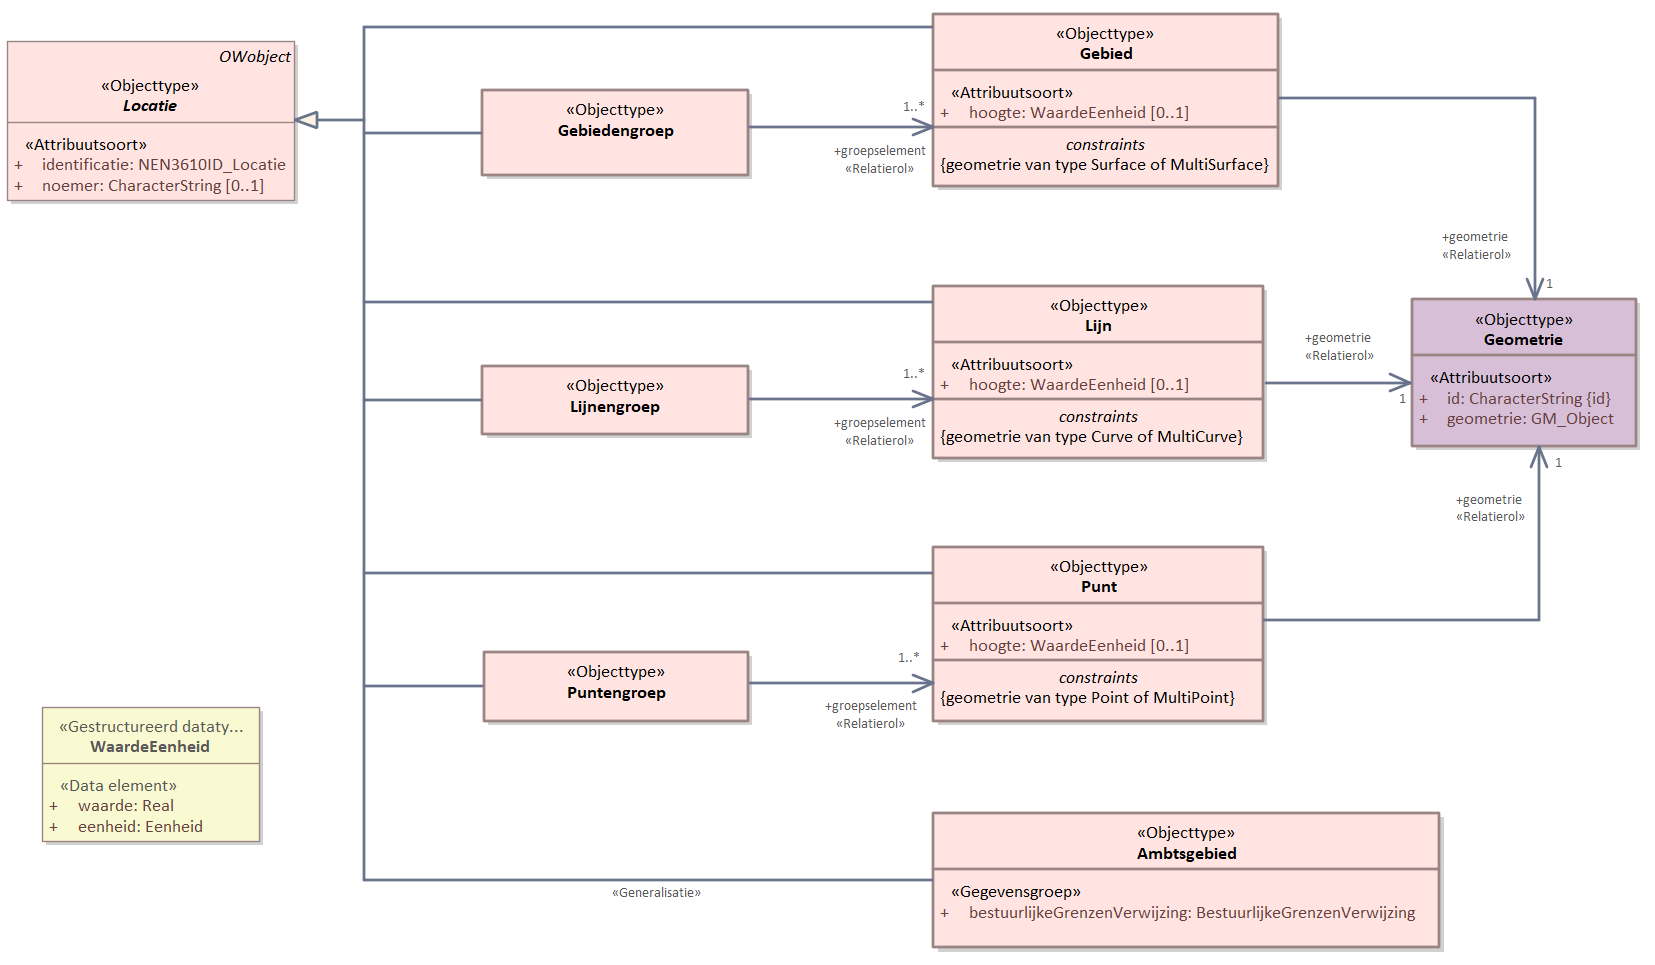 OWobject
«Objecttype»
Locatie
«Attribuutsoort»
+ identificatie: NEN3610ID_Locatie
+ noemer: CharacterString [0..1]
«Objecttype»
Gebiedengroep
1..*
+groepselement
«Relatierol»
«Objecttype»
Gebied
«Attribuutsoort»
+ hoogte: WaardeEenheid [0..1]
constraints
{geometrie van type Surface of MultiSurface}
+geometrie
«Relatierol»
1
«Objecttype»
Lijnengroep
1..*
+groepselement
«Relatierol»
«Objecttype»
Lijn
«Attribuutsoort»
+ hoogte: WaardeEenheid [0..1]
constraints
{geometrie van type Curve of MultiCurve}
+geometrie
«Relatierol»
1
«Objecttype»
Geometrie
«Attribuutsoort»
+ id: CharacterString {id}
+ geometrie: GM_Object
1
+geometrie
«Relatierol»
«Objecttype»
Puntengroep
1..*
+groepselement
«Relatierol»
«Objecttype»
Punt
«Attribuutsoort»
+ hoogte: WaardeEenheid [0..1]
constraints
{geometrie van type Point of MultiPoint}
«Gestructureerd dataty...
WaardeEenheid
«Data element»
+ waarde: Real
+ eenheid: Eenheid
«Generalisatie»
«Objecttype»
Ambtsgebied
«Gegevensgroep»
+ bestuurlijkeGrenzenVerwijzing: BestuurlijkeGrenzenVerwijzing